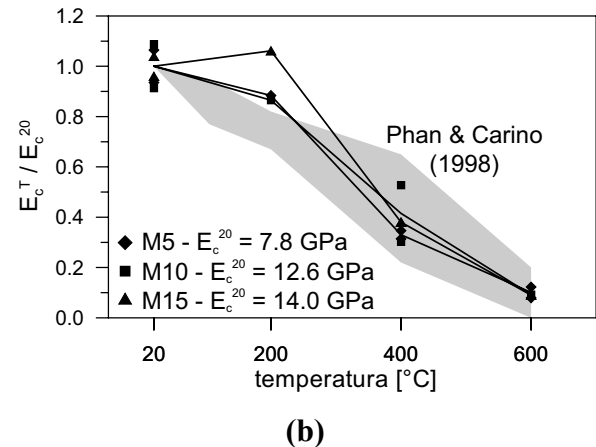 1.2
1.0
0.8
0.6
0.4
0.2
0.0
E_c^T / E_c^20
Phan & Carino
(1998)
M5 - E_c^20 = 7.8 GPa
M10 - E_c^20 = 12.6 GPa
M15 - E_c^20 = 14.0 GPa
20 200 400 600
temperatura [°C]
(b)